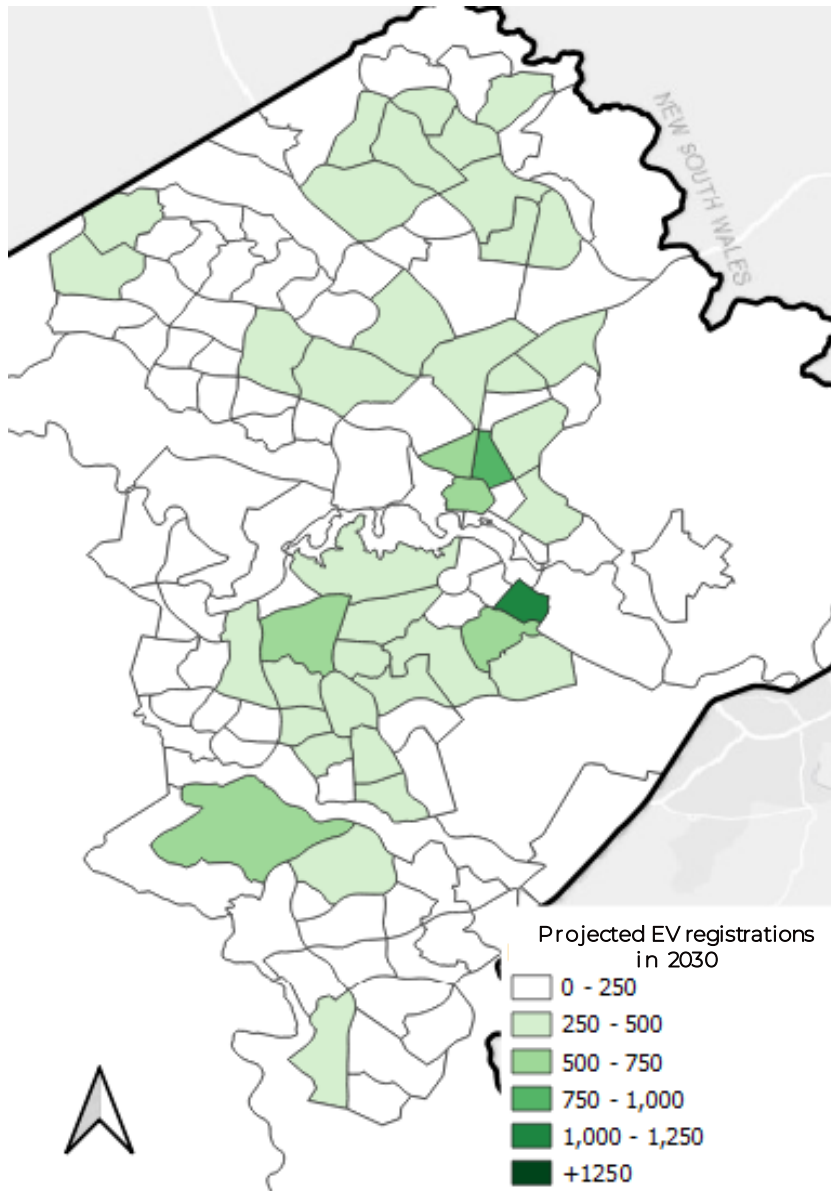 NEW SOUTH WALES
Projected EV registrations
in 2030
0 - 250
250 - 500
500 - 750
750 - 1,000
1,000 - 1,250
+1250